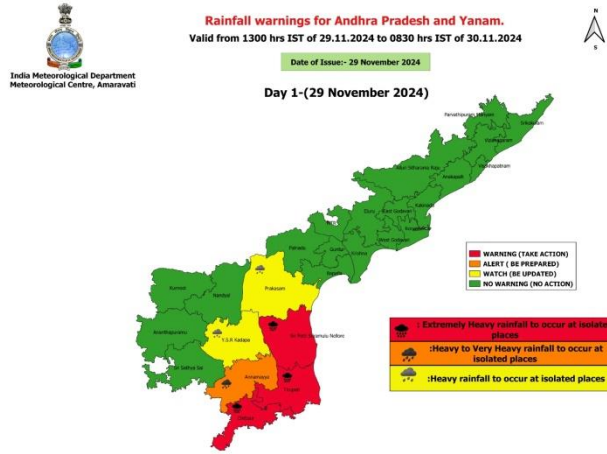 Rainfall warnings for Andhra Pradesh and Yanam.
Valid from 1300 hrs IST of 29.11.2024 to 0830 hrs IST of 30.11.2024
India Meteorological Department
Meteorological Centre, Amaravati
N
Date of Issue:- 29 November 2024
Day 1-(29 November 2024)
Srikakulam
Visakhapatnam
Anakapalli
Eluru
East Godavari
Kakinada
West Godavari
Krishna
Guntur
Palnadu
Bapatla
Prakasam
Kurnool
Nandyal
Y.S.R Kadapa
Nellore
Ananthapuramu
Sri Sathya Sai
Annamayya
Tirupati
Chittoor
WARNING (TAKE ACTION)
ALERT ( BE PREPARED)
WATCH (BE UPDATED)
NO WARNING (NO ACTION)
: Extremely Heavy rainfall to occur at isolated
places
:Heavy to Very Heavy rainfall to occur at
isolated places
:Heavy rainfall to occur at isolated places